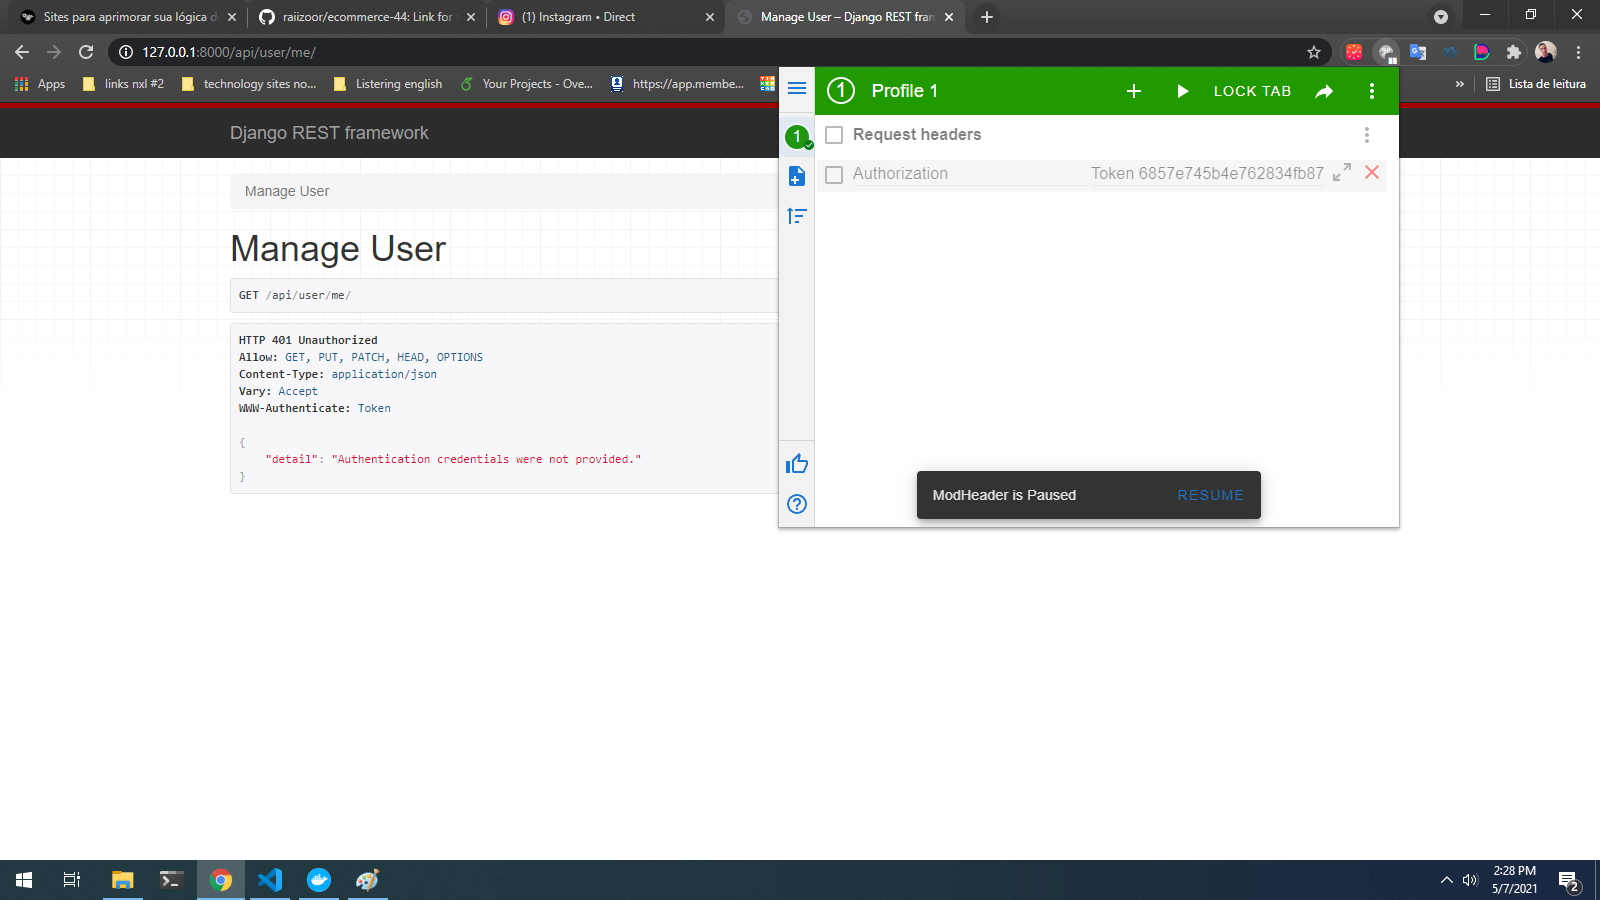 Sites para aprimorar sua lógica d
raiizoor/ecommerce-44: Link for
(1) Instagram • Direct
Manage User – Django REST fram
127.0.0.1:8000/api/user/me/
Apps
links nxl #2
technology sites no...
Listering english
Your Projects - Ove...
https://app.membe...
»
Lista de leitura
Django REST framework
Manage User
Manage User
GET /api/user/me/
HTTP 401 Unauthorized
Allow: GET, PUT, PATCH, HEAD, OPTIONS
Content-Type: application/json
Vary: Accept
WWW-Authenticate: Token
{
"detail": "Authentication credentials were not provided."
}
1
Profile 1
LOCK TAB
1
Request headers
Authorization
Token 6857e745b4e762834fb87
ModHeader is Paused
RESUME
2:28 PM
5/7/2021
2